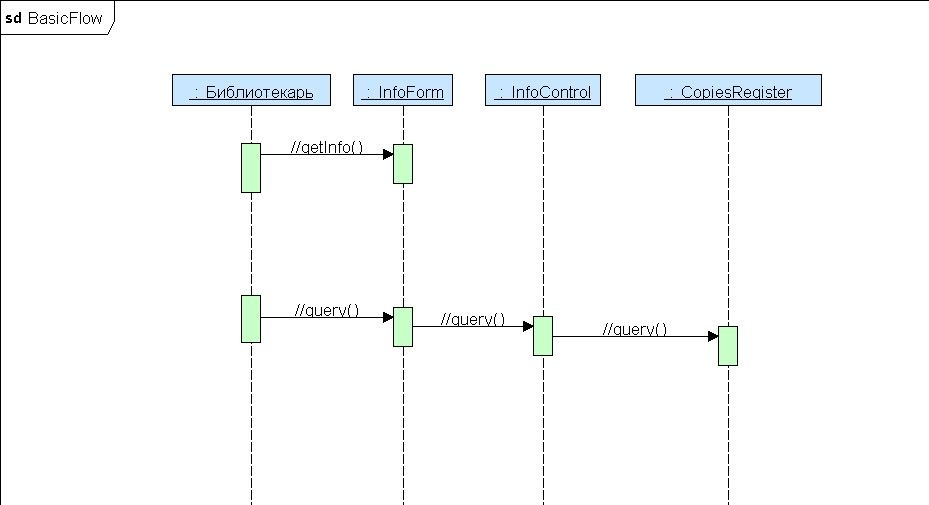 sd BasicFlow
: Библиотекарь
: InfoForm
: InfoControl
: CopiesRegister
//getInfo()
//query()
//query()
//query()